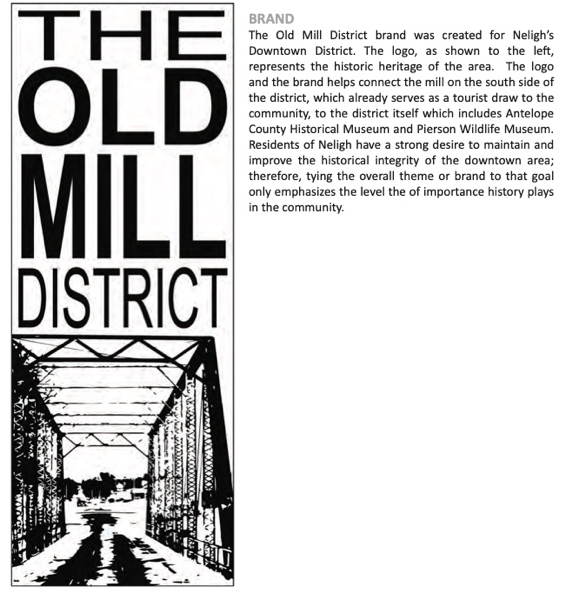 THE
OLD
MILL
DISTRICT
BRAND
The Old Mill District brand was created for Neligh's
Downtown District. The logo, as shown to the left,
represents the historic heritage of the area. The logo
and the brand helps connect the mill on the south side of
the district, which already serves as a tourist draw to the
community, to the district itself which includes Antelope
County Historical Museum and Pierson Wildlife Museum.
Residents of Neligh have a strong desire to maintain and
improve the historical integrity of the downtown area;
therefore, tying the overall theme or brand to that goal
only emphasizes the level the of importance history plays
in the community.